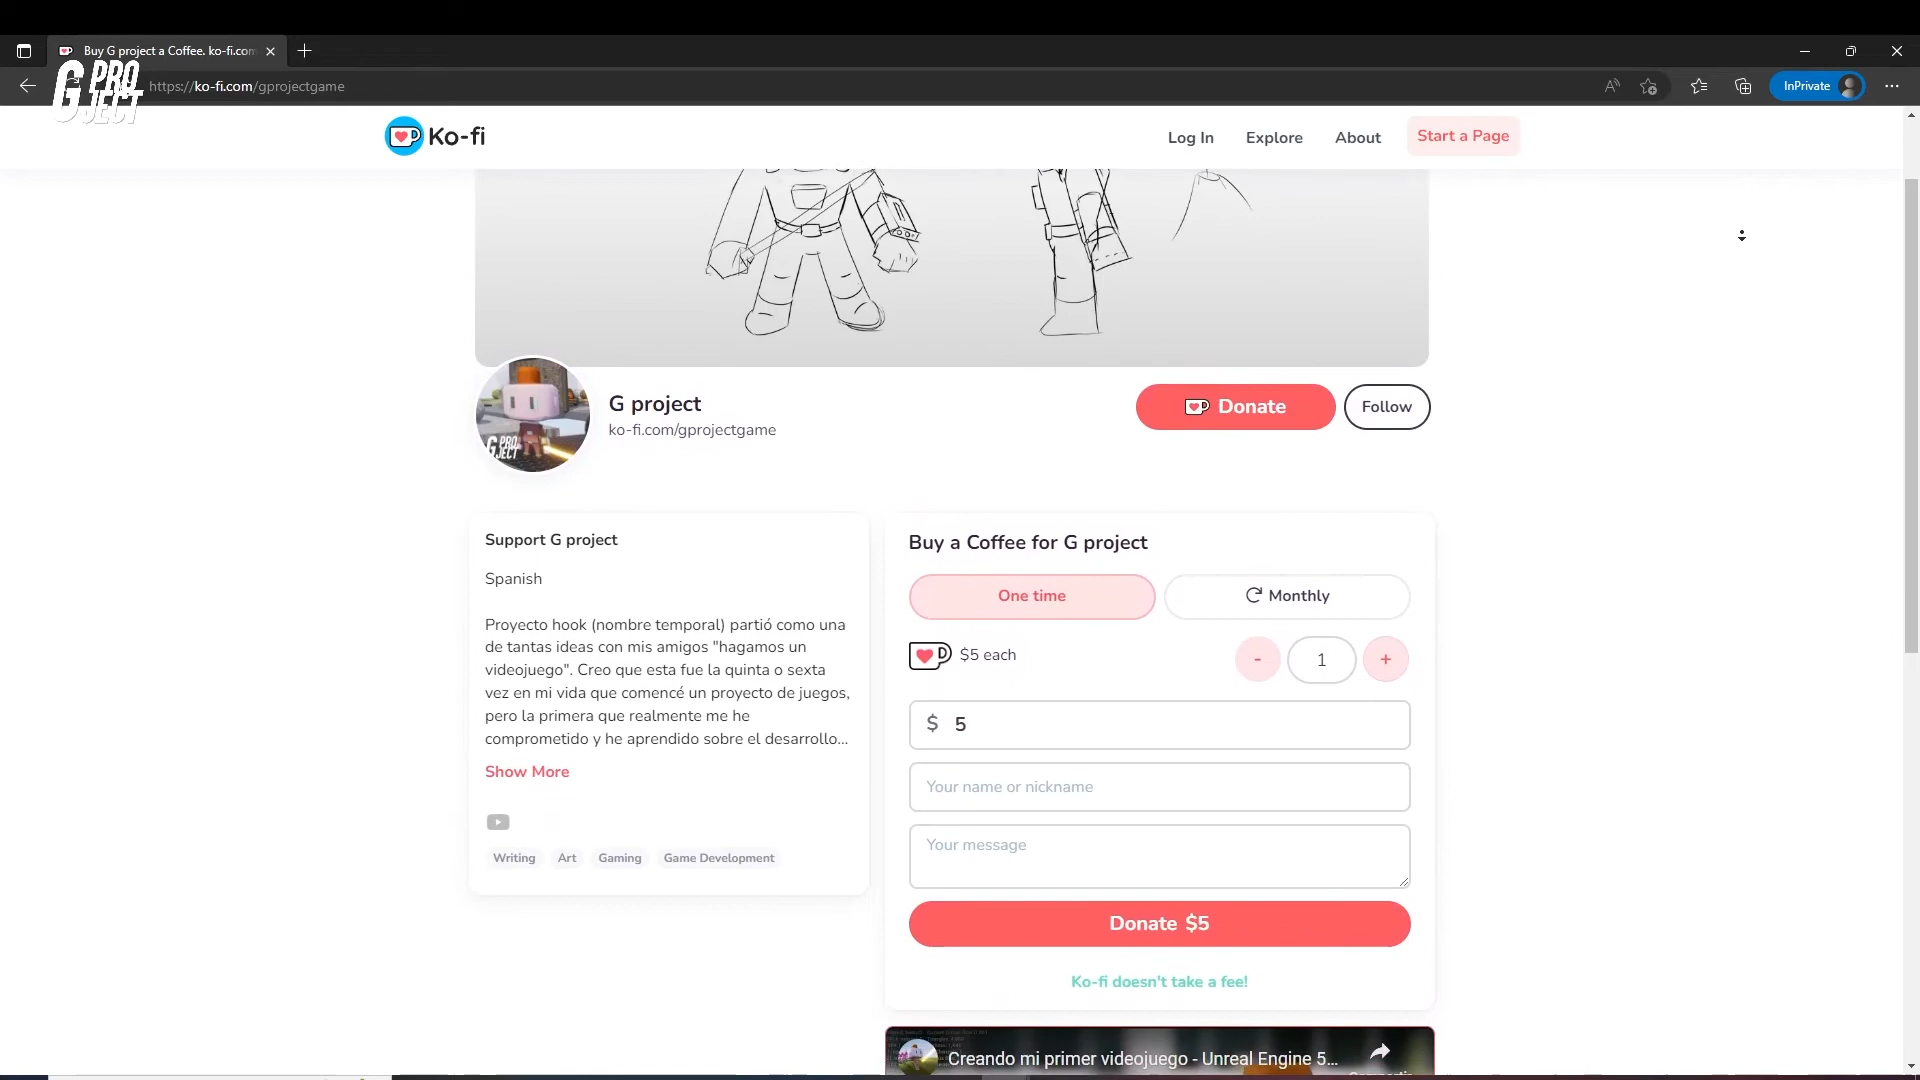 Buy G project a Coffee. ko-fi.com
InPrivate
G PROJECT
https://ko-fi.com/gprojectgame
Ko-fi
Log In
Explore
About
Start a Page
G project
ko-fi.com/gprojectgame
Donate
Follow
G PROJECT
Support G project
Spanish
Proyecto hook (nombre temporal) partió como una
de tantas ideas con mis amigos "hagamos un
videojuego". Creo que esta fue la quinta o sexta
vez en mi vida que comencé un proyecto de juegos,
pero la primera que realmente me he
comprometido y he aprendido sobre el desarrollo...
Show More
Writing
Art
Gaming
Game Development
Buy a Coffee for G project
One time
Monthly
$5 each
-
1
+
$ 5
Your name or nickname
Your message
Donate $5
Ko-fi doesn't take a fee!
Creando mi primer videojuego - Unreal Engine 5...